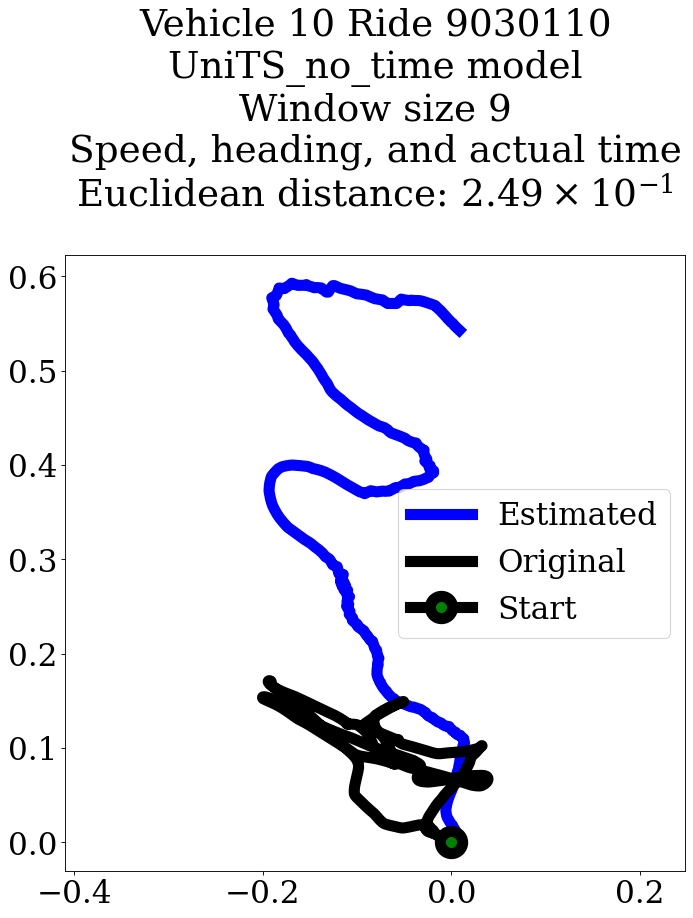 Vehicle 10 Ride 9030110
UniTS_no_time model
Window size 9
Speed, heading, and actual time
Euclidean distance: 2.49 × 10⁻¹
0.6
0.5
0.4
0.3
0.2
0.1
0.0
Estimated
Original
Start
−0.4 −0.2 0.0 0.2